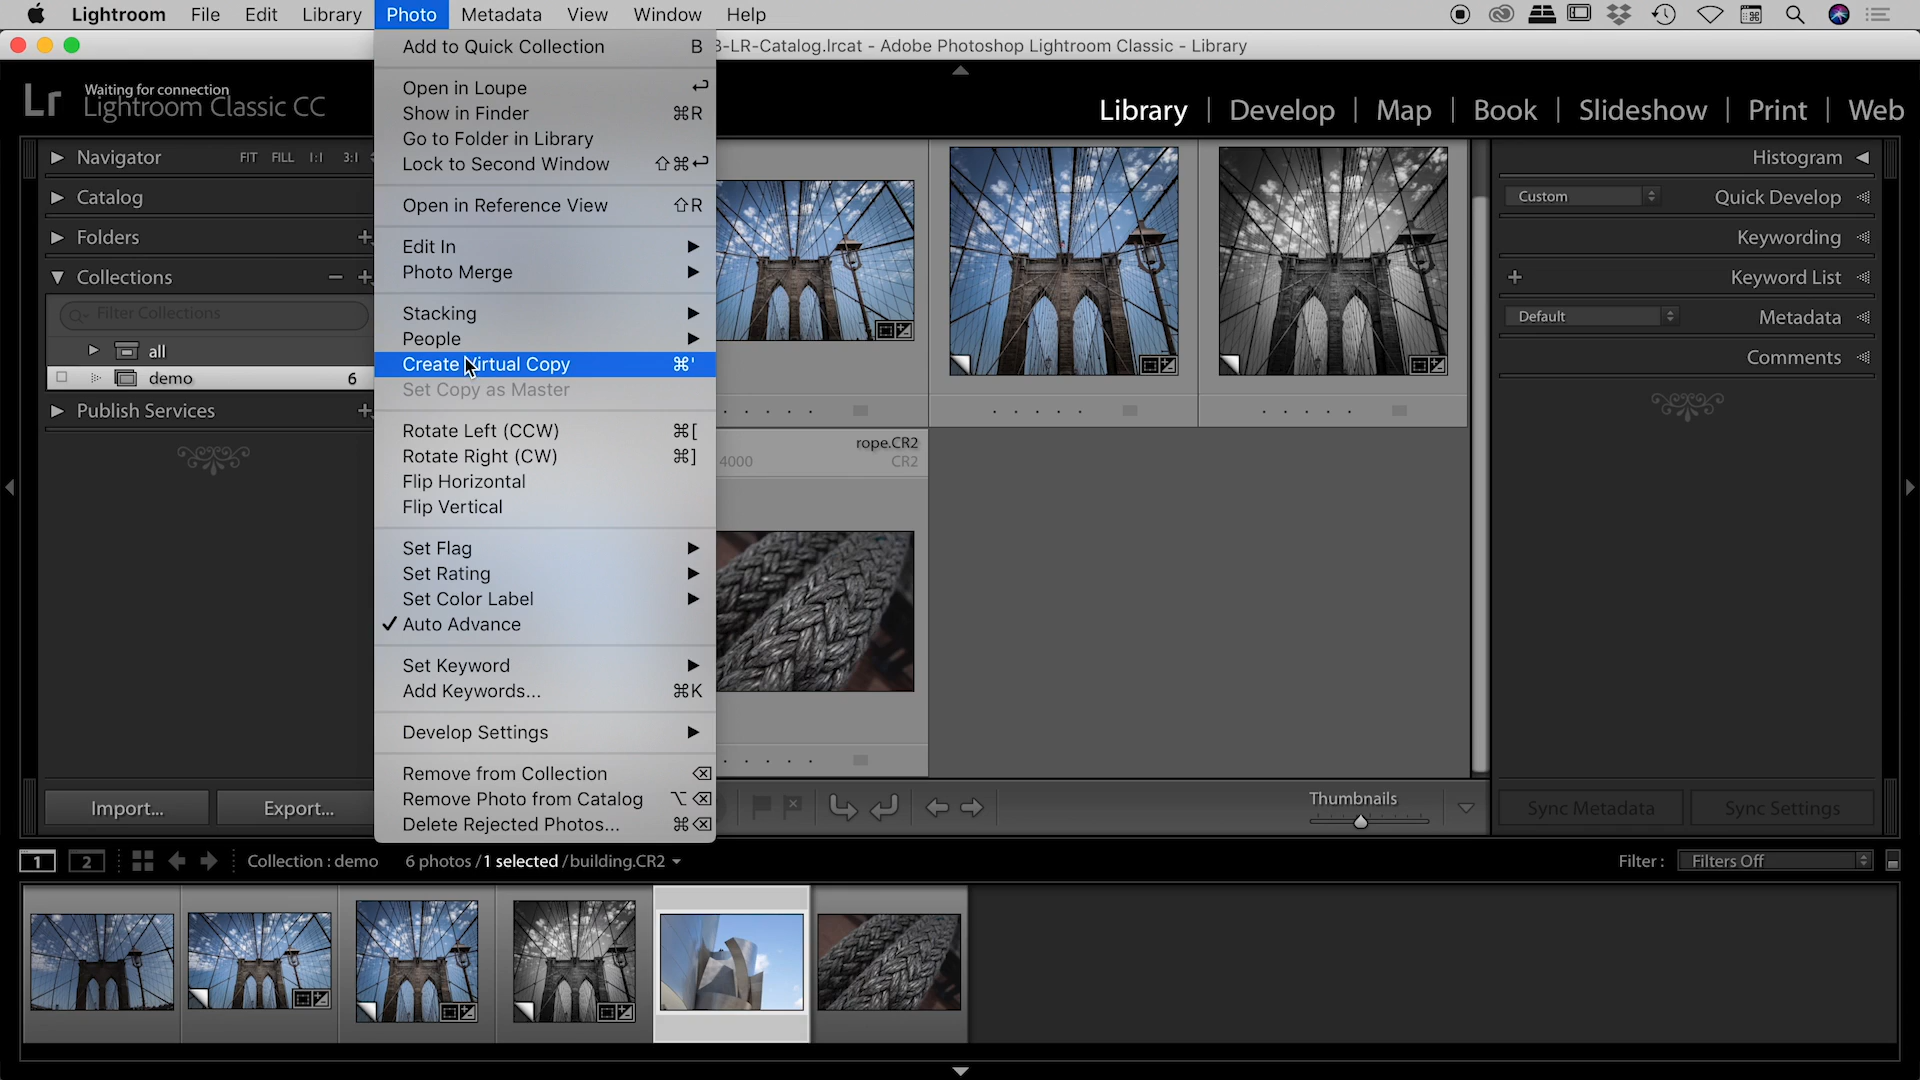 Lightroom File Edit Library Photo Metadata View Window Help
B-LR-Catalog.lrcat - Adobe Photoshop Lightroom Classic - Library
Lr
Waiting for connection
Lightroom Classic CC
Library | Develop | Map | Book | Slideshow | Print | Web
Navigator FIT FILL 1:1 3:1
Catalog
Folders
Collections
Filter Collections
all
demo 6
Publish Services
Import...
Export...
Add to Quick Collection B
Open in Loupe ↩
Show in Finder ⌘R
Go to Folder in Library
Lock to Second Window ⇧⌘↩
Open in Reference View ⇧R
Edit In
Photo Merge
Stacking
People
Create Virtual Copy ⌘'
Set Copy as Master
Rotate Left (CCW) ⌘[
Rotate Right (CW) ⌘]
Flip Horizontal
Flip Vertical
Set Flag
Set Rating
Set Color Label
✓ Auto Advance
Set Keyword
Add Keywords... ⌘K
Develop Settings
Remove from Collection ⌫
Remove Photo from Catalog ⌥⌫
Delete Rejected Photos... ⌘⌫
rope.CR2
4000 CR2
Thumbnails
Histogram
Custom Quick Develop
Keywording
Keyword List
Default Metadata
Comments
Sync Metadata
Sync Settings
1 2 Collection : demo 6 photos / 1 selected / building.CR2
Filter : Filters Off